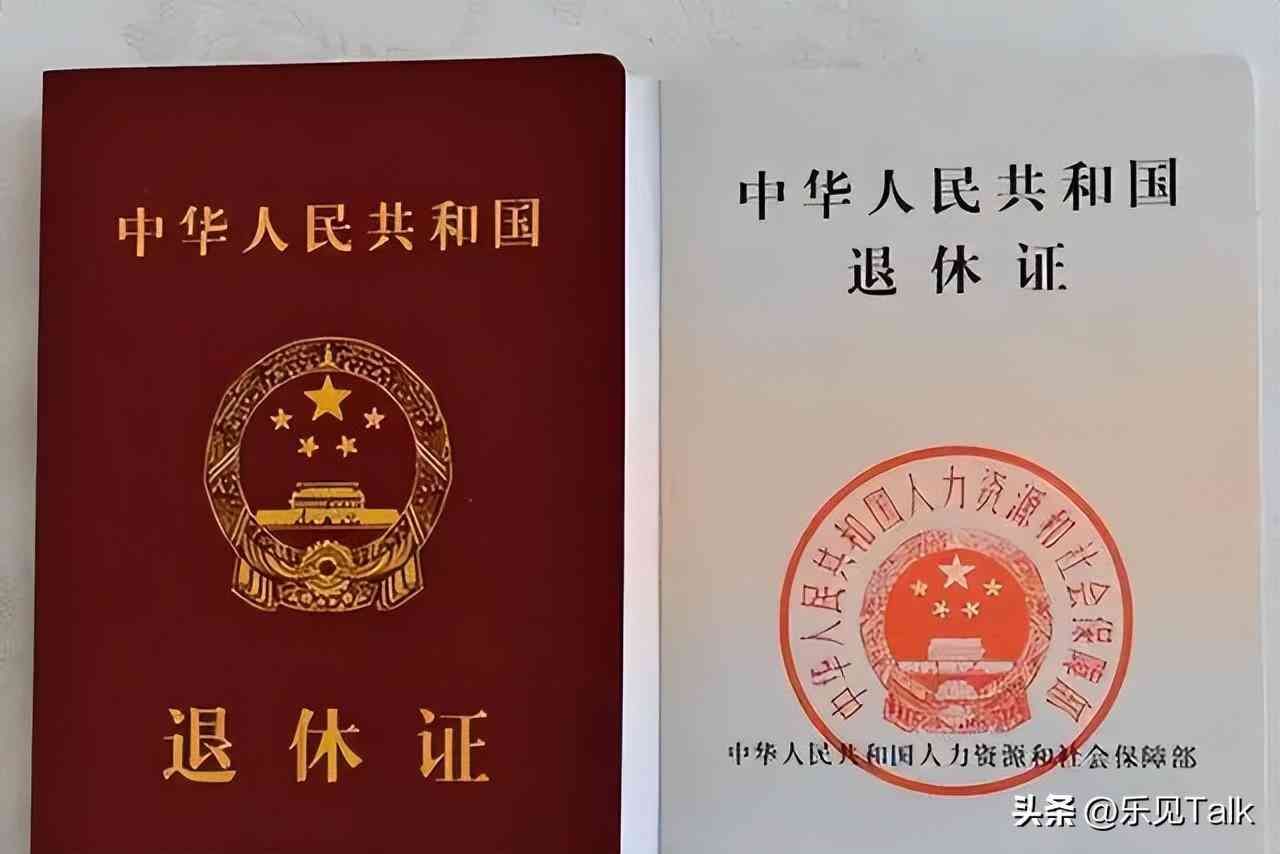 中华人民共和国
退休证
中华人民共和国
退休证
中华人民共和国人力资源和社会保障部
中华人民共和国人力资源和社会保障部
头条 @乐见Talk